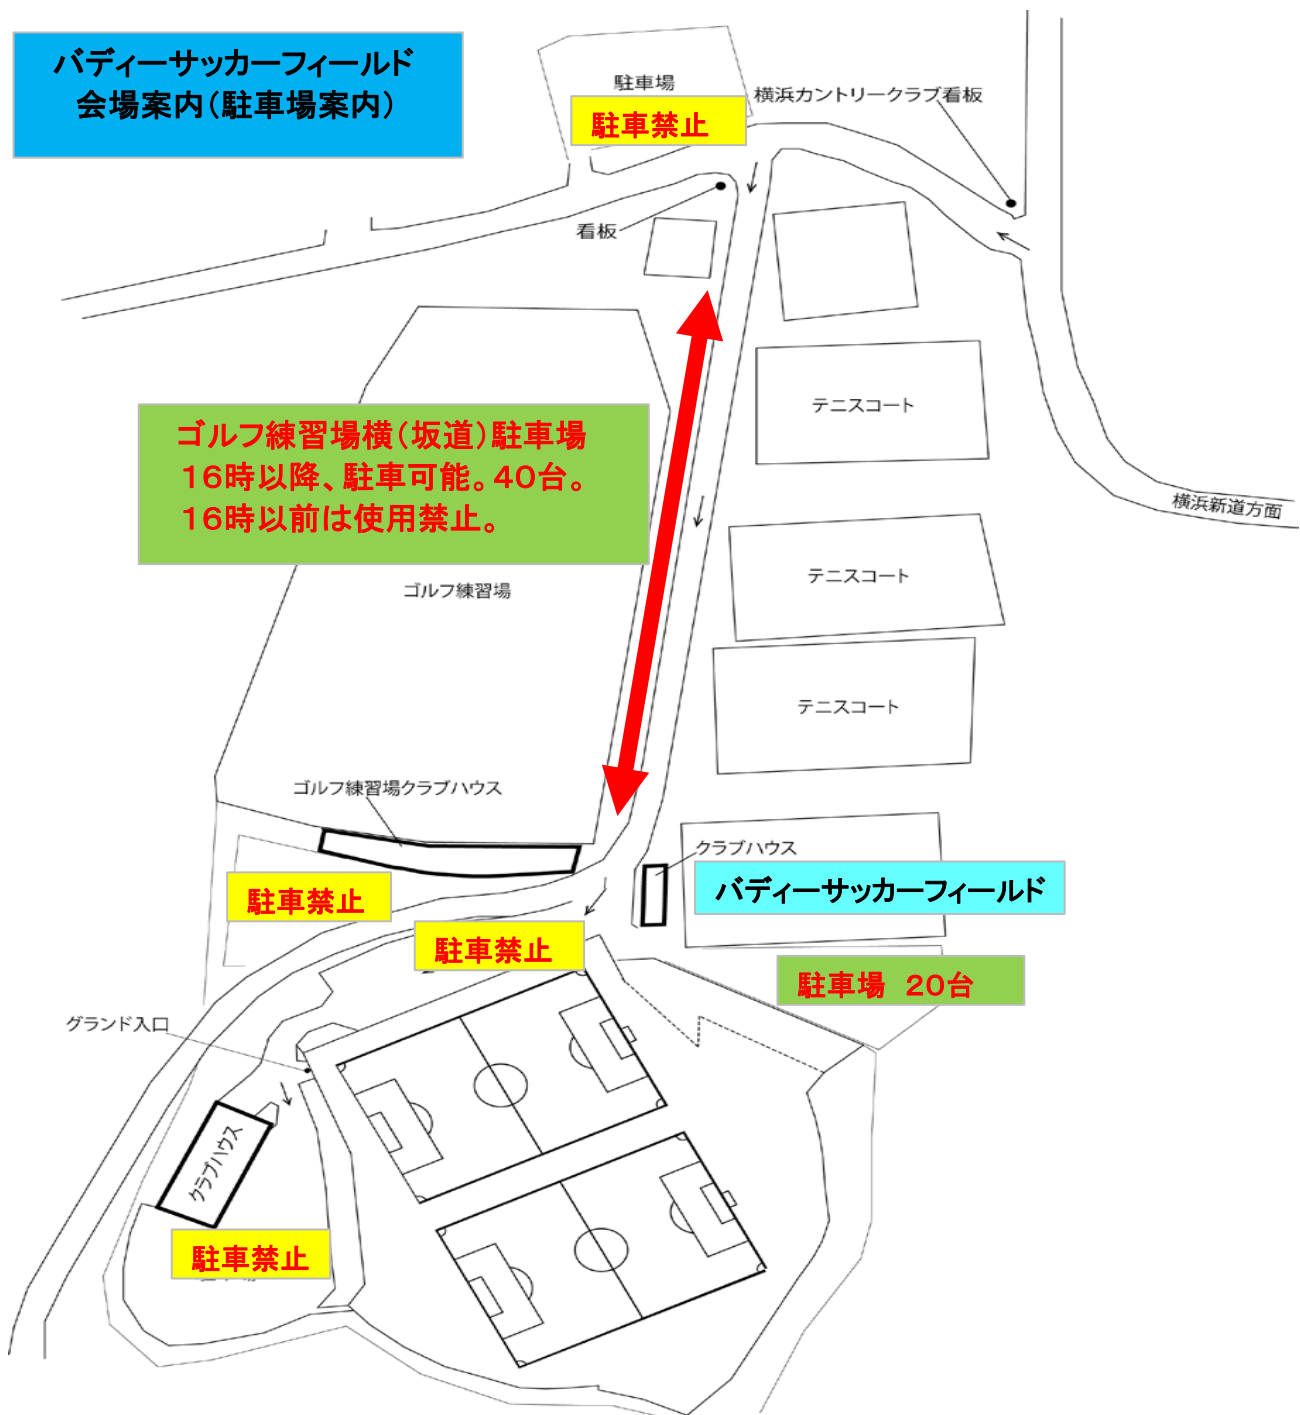 バディーサッカーフィールド
会場案内(駐車場案内)
駐車場
駐車禁止
横浜カントリークラブ看板
看板
テニスコート
ゴルフ練習場横(坂道)駐車場
16時以降、駐車可能。40台。
16時以前は使用禁止。
横浜新道方面
テニスコート
ゴルフ練習場
テニスコート
ゴルフ練習場クラブハウス
クラブハウス
バディーサッカーフィールド
駐車禁止
駐車禁止
駐車場 20台
グランド入口
クラブハウス
駐車禁止